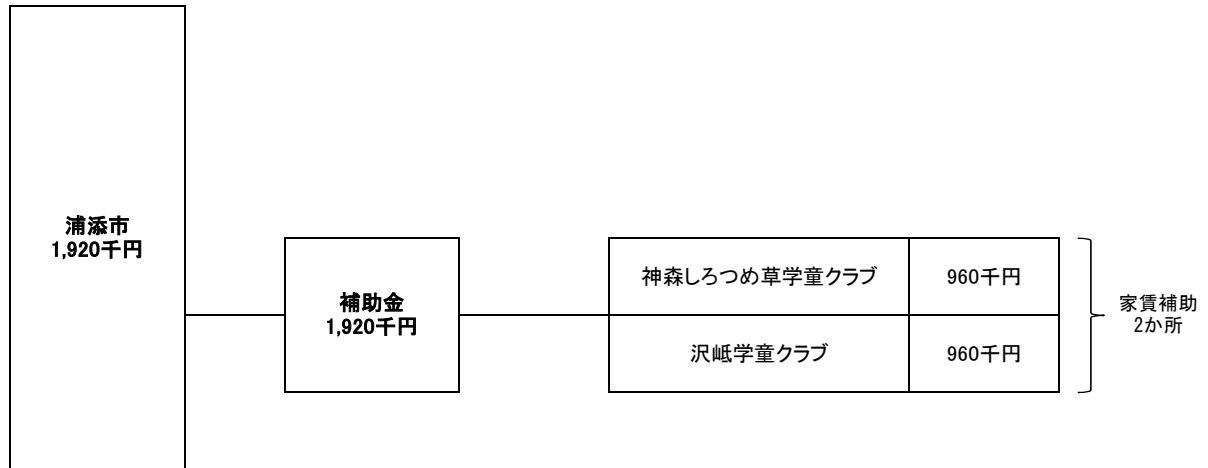 浦添市
1,920千円
補助金
1,920千円
神森しろつめ草学童クラブ 960千円
沢岻学童クラブ 960千円
家賃補助
2か所